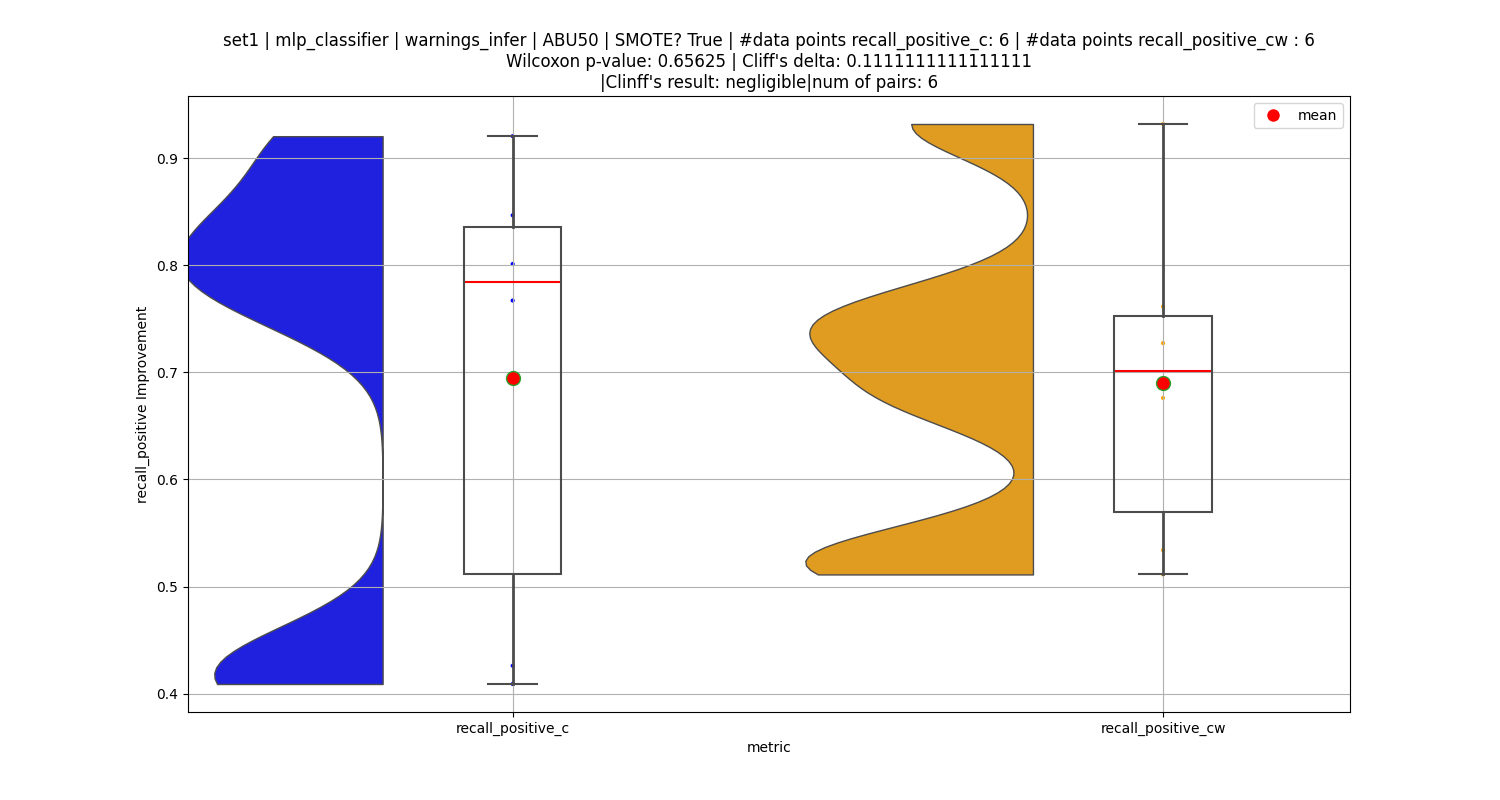 set1 | mlp_classifier | warnings_infer | ABU50 | SMOTE? True | #data points recall_positive_c: 6 | #data points recall_positive_cw : 6
Wilcoxon p-value: 0.65625 | Cliff's delta: 0.1111111111111111
|Clinff's result: negligible|num of pairs: 6
mean
0.9
0.8
0.7
0.6
0.5
0.4
recall_positive Improvement
recall_positive_c
recall_positive_cw
metric